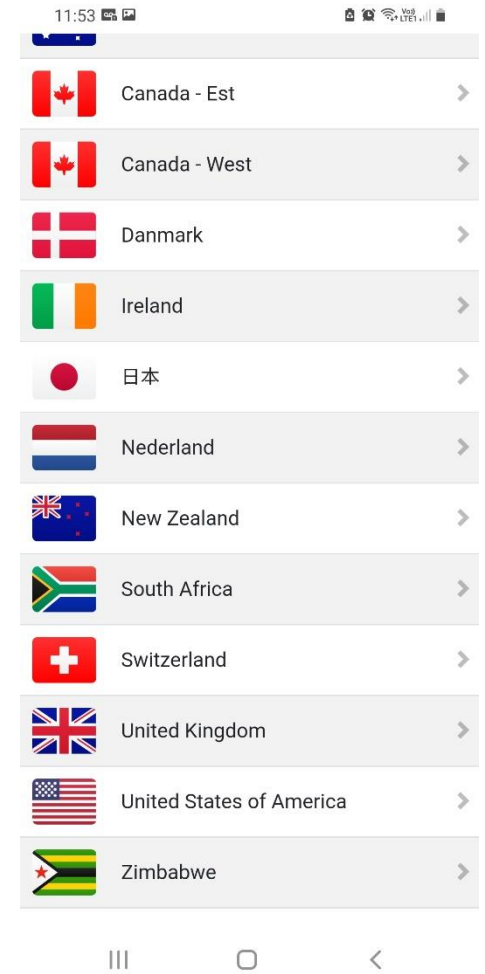 11:53
Canada - Est
Canada - West
Danmark
Ireland
日本
Nederland
New Zealand
South Africa
Switzerland
United Kingdom
United States of America
Zimbabwe